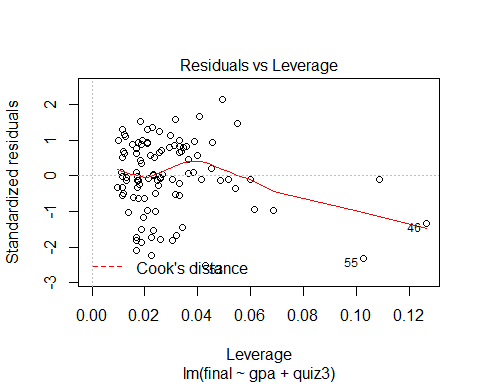 Residuals vs Leverage
Standardized residuals
2
1
0
-1
-2
-3
46
55
Cook's distance
0.00 0.02 0.04 0.06 0.08 0.10 0.12
Leverage
lm(final ~ gpa + quiz3)